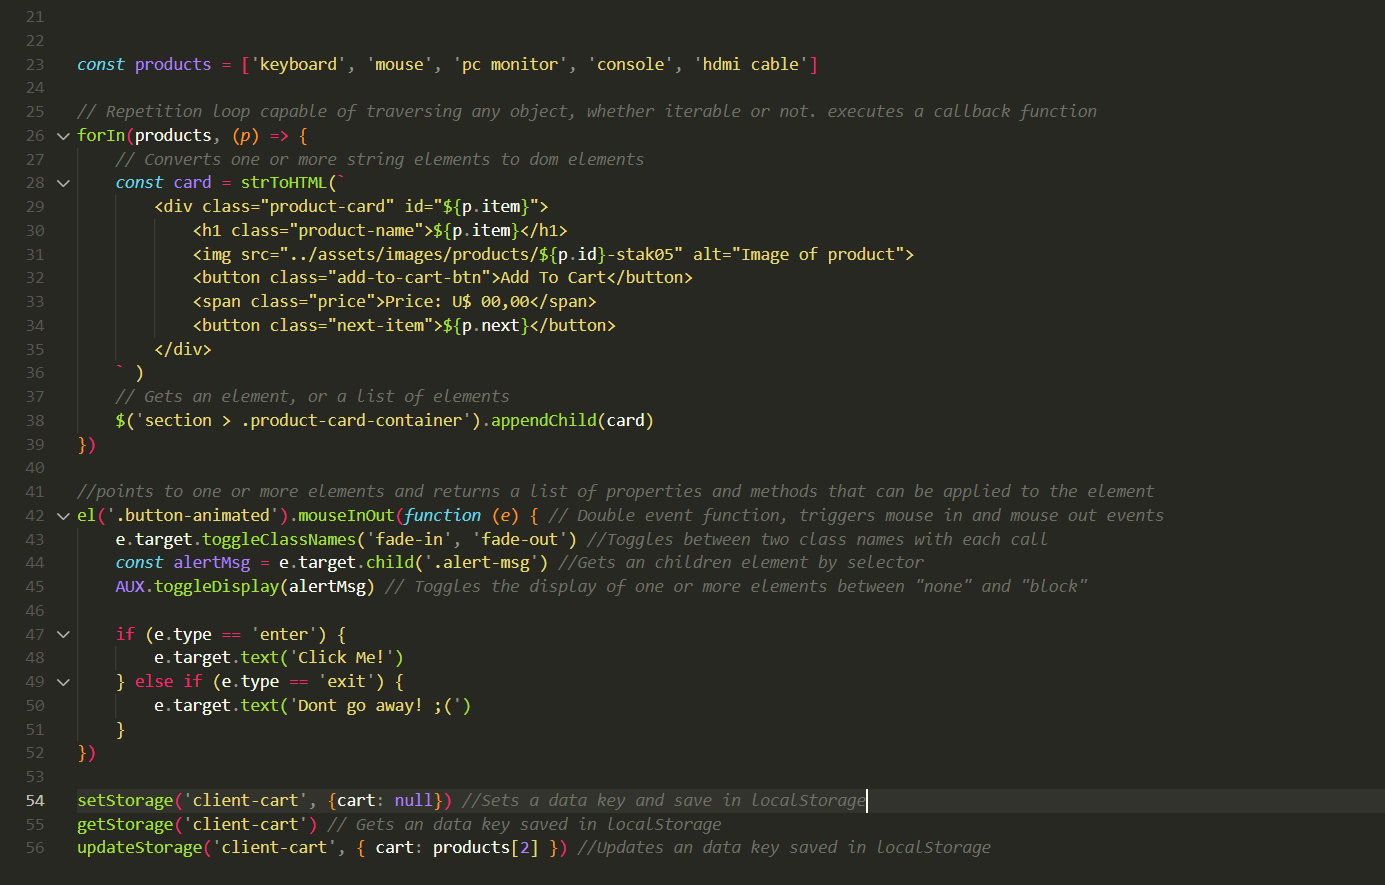 21
22
23 const products = ['keyboard', 'mouse', 'pc monitor', 'console', 'hdmi cable']
24
25 // Repetition loop capable of traversing any object, whether iterable or not. executes a callback function
26 forIn(products, (p) => {
27     // Converts one or more string elements to dom elements
28     const card = strToHTML(`
29         <div class="product-card" id="${p.item}">
30             <h1 class="product-name">${p.item}</h1>
31             <img src="../assets/images/products/${p.id}-stak05" alt="Image of product">
32             <button class="add-to-cart-btn">Add To Cart</button>
33             <span class="price">Price: U$ 00,00</span>
34             <button class="next-item">${p.next}</button>
35         </div>
36     ` )
37     // Gets an element, or a list of elements
38     $('section > .product-card-container').appendChild(card)
39 })
40
41 //points to one or more elements and returns a list of properties and methods that can be applied to the element
42 el('.button-animated').mouseInOut(function (e) { // Double event function, triggers mouse in and mouse out events
43     e.target.toggleClassNames('fade-in', 'fade-out') //Toggles between two class names with each call
44     const alertMsg = e.target.child('.alert-msg') //Gets an children element by selector
45     AUX.toggleDisplay(alertMsg) // Toggles the display of one or more elements between "none" and "block"
46
47     if (e.type == 'enter') {
48         e.target.text('Click Me!')
49     } else if (e.type == 'exit') {
50         e.target.text('Dont go away! ;(')
51     }
52 })
53
54 setStorage('client-cart', {cart: null}) //Sets a data key and save in localStorage
55 getStorage('client-cart') // Gets an data key saved in localStorage
56 updateStorage('client-cart', { cart: products[2] }) //Updates an data key saved in localStorage